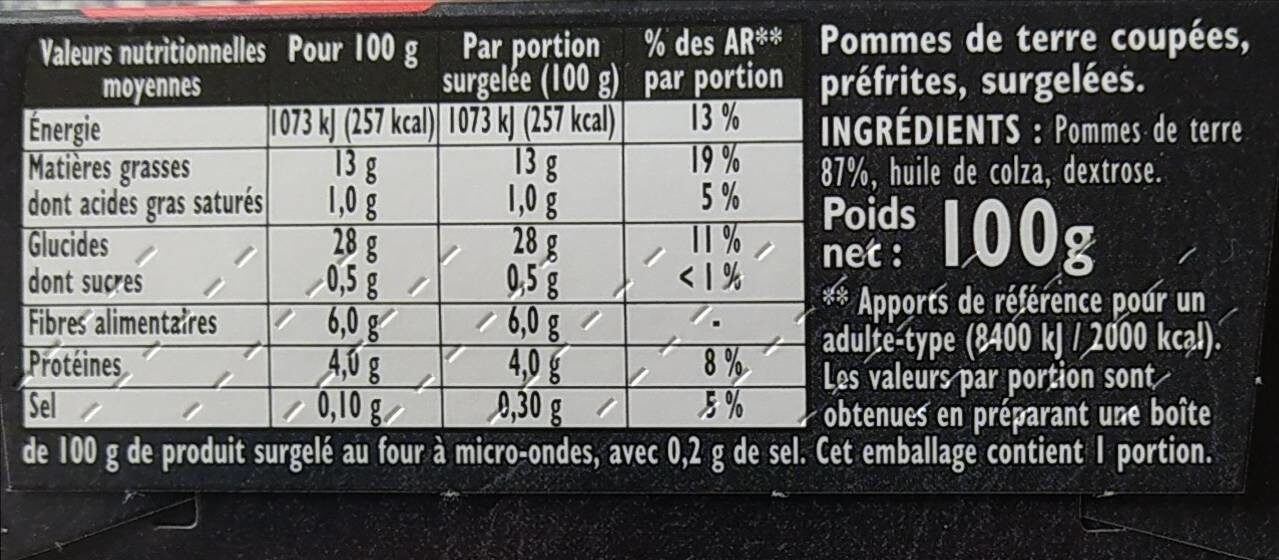 Valeurs nutritionnelles moyennes | Pour 100 g | Par portion surgelée (100 g) | % des AR** par portion
Énergie | 1073 kJ (257 kcal) | 1073 kJ (257 kcal) | 13 %
Matières grasses | 13 g | 13 g | 19 %
dont acides gras saturés | 1,0 g | 1,0 g | 5 %
Glucides | 28 g | 28 g | 11 %
dont sucres | 0,5 g | 0,5 g | < 1 %
Fibres alimentaires | 6,0 g | 6,0 g | -
Protéines | 4,0 g | 4,0 g | 8 %
Sel | 0,10 g | 0,30 g | 5 %
Pommes de terre coupées,
préfrites, surgelées.
INGRÉDIENTS : Pommes de terre
87%, huile de colza, dextrose.
Poids net : 100g
** Apports de référence pour un
adulte-type (8400 kJ / 2000 kcal).
Les valeurs par portion sont
obtenues en préparant une boîte
de 100 g de produit surgelé au four à micro-ondes, avec 0,2 g de sel. Cet emballage contient 1 portion.